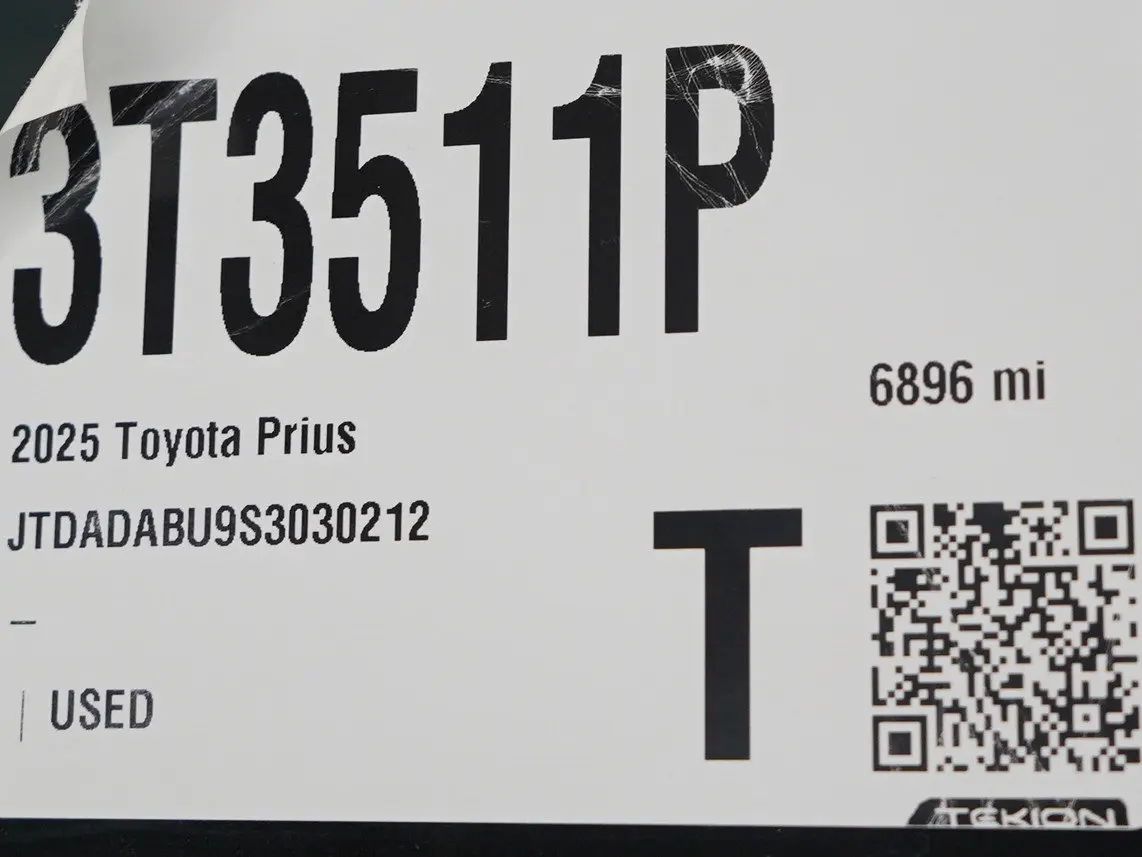 3T3511P
6896 mi
2025 Toyota Prius
JTDADABU9S3030212
T
–
| USED
TEKION